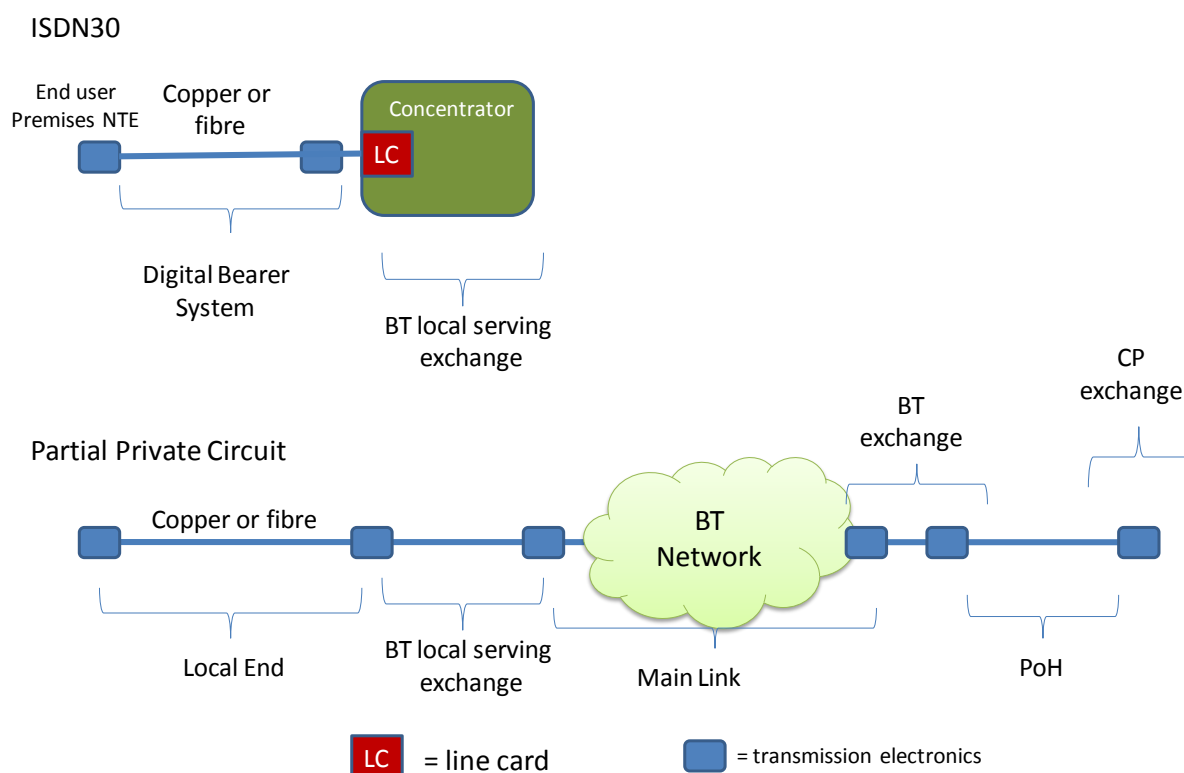 ISDN30
End user
Premises NTE
Copper or
fibre
Concentrator
LC
Digital Bearer
System
BT local serving
exchange
CP
exchange
BT
exchange
Partial Private Circuit
Copper or fibre
BT
Network
Local End
BT local serving
exchange
Main Link
PoH
LC
= line card
= transmission electronics